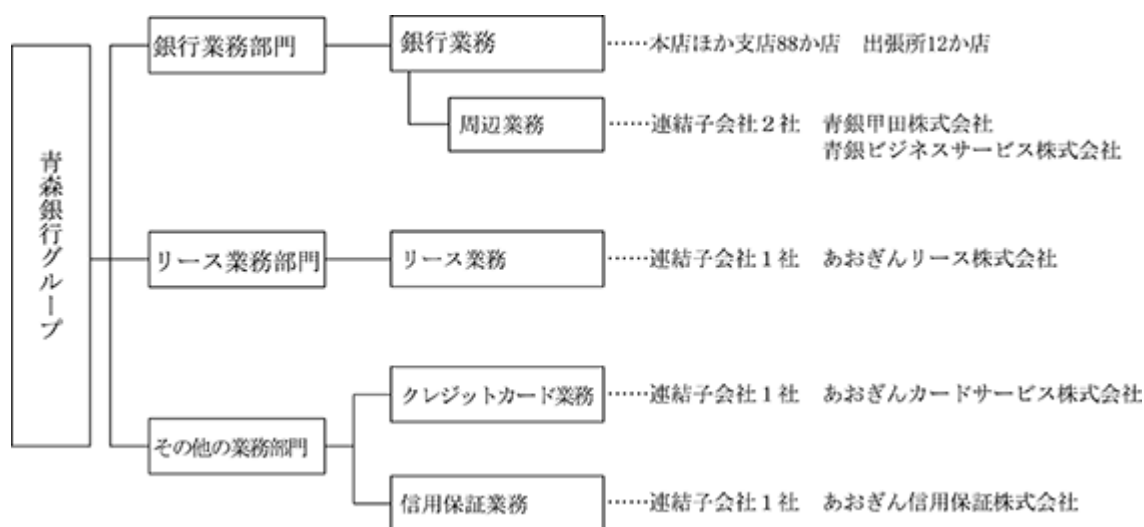 青森銀行グループ
銀行業務部門
銀行業務
……本店ほか支店88か店 出張所12か店
周辺業務
……連結子会社2社 青銀甲田株式会社
青銀ビジネスサービス株式会社
リース業務部門
リース業務
……連結子会社1社 あおぎんリース株式会社
その他の業務部門
クレジットカード業務
……連結子会社1社 あおぎんカードサービス株式会社
信用保証業務
……連結子会社1社 あおぎん信用保証株式会社